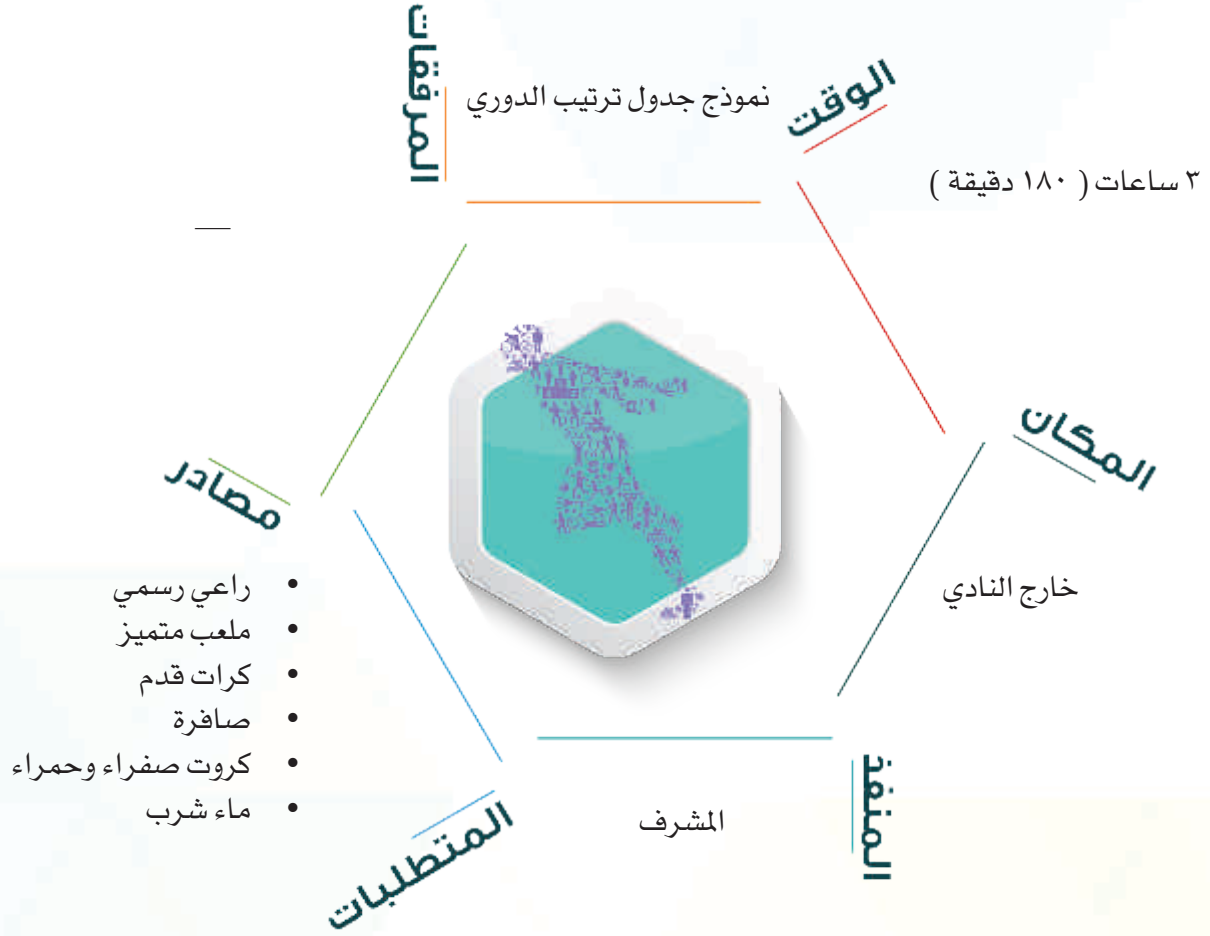 الوقت
٣ ساعات ( ١٨٠ دقيقة )
المكان
خارج النادي
المنفذ
المشرف
المتطلبات
• راعي رسمي
• ملعب متميز
• كرات قدم
• صافرة
• كروت صفراء وحمراء
• ماء شرب
مصادر
—
المرفقات
نموذج جدول ترتيب الدوري